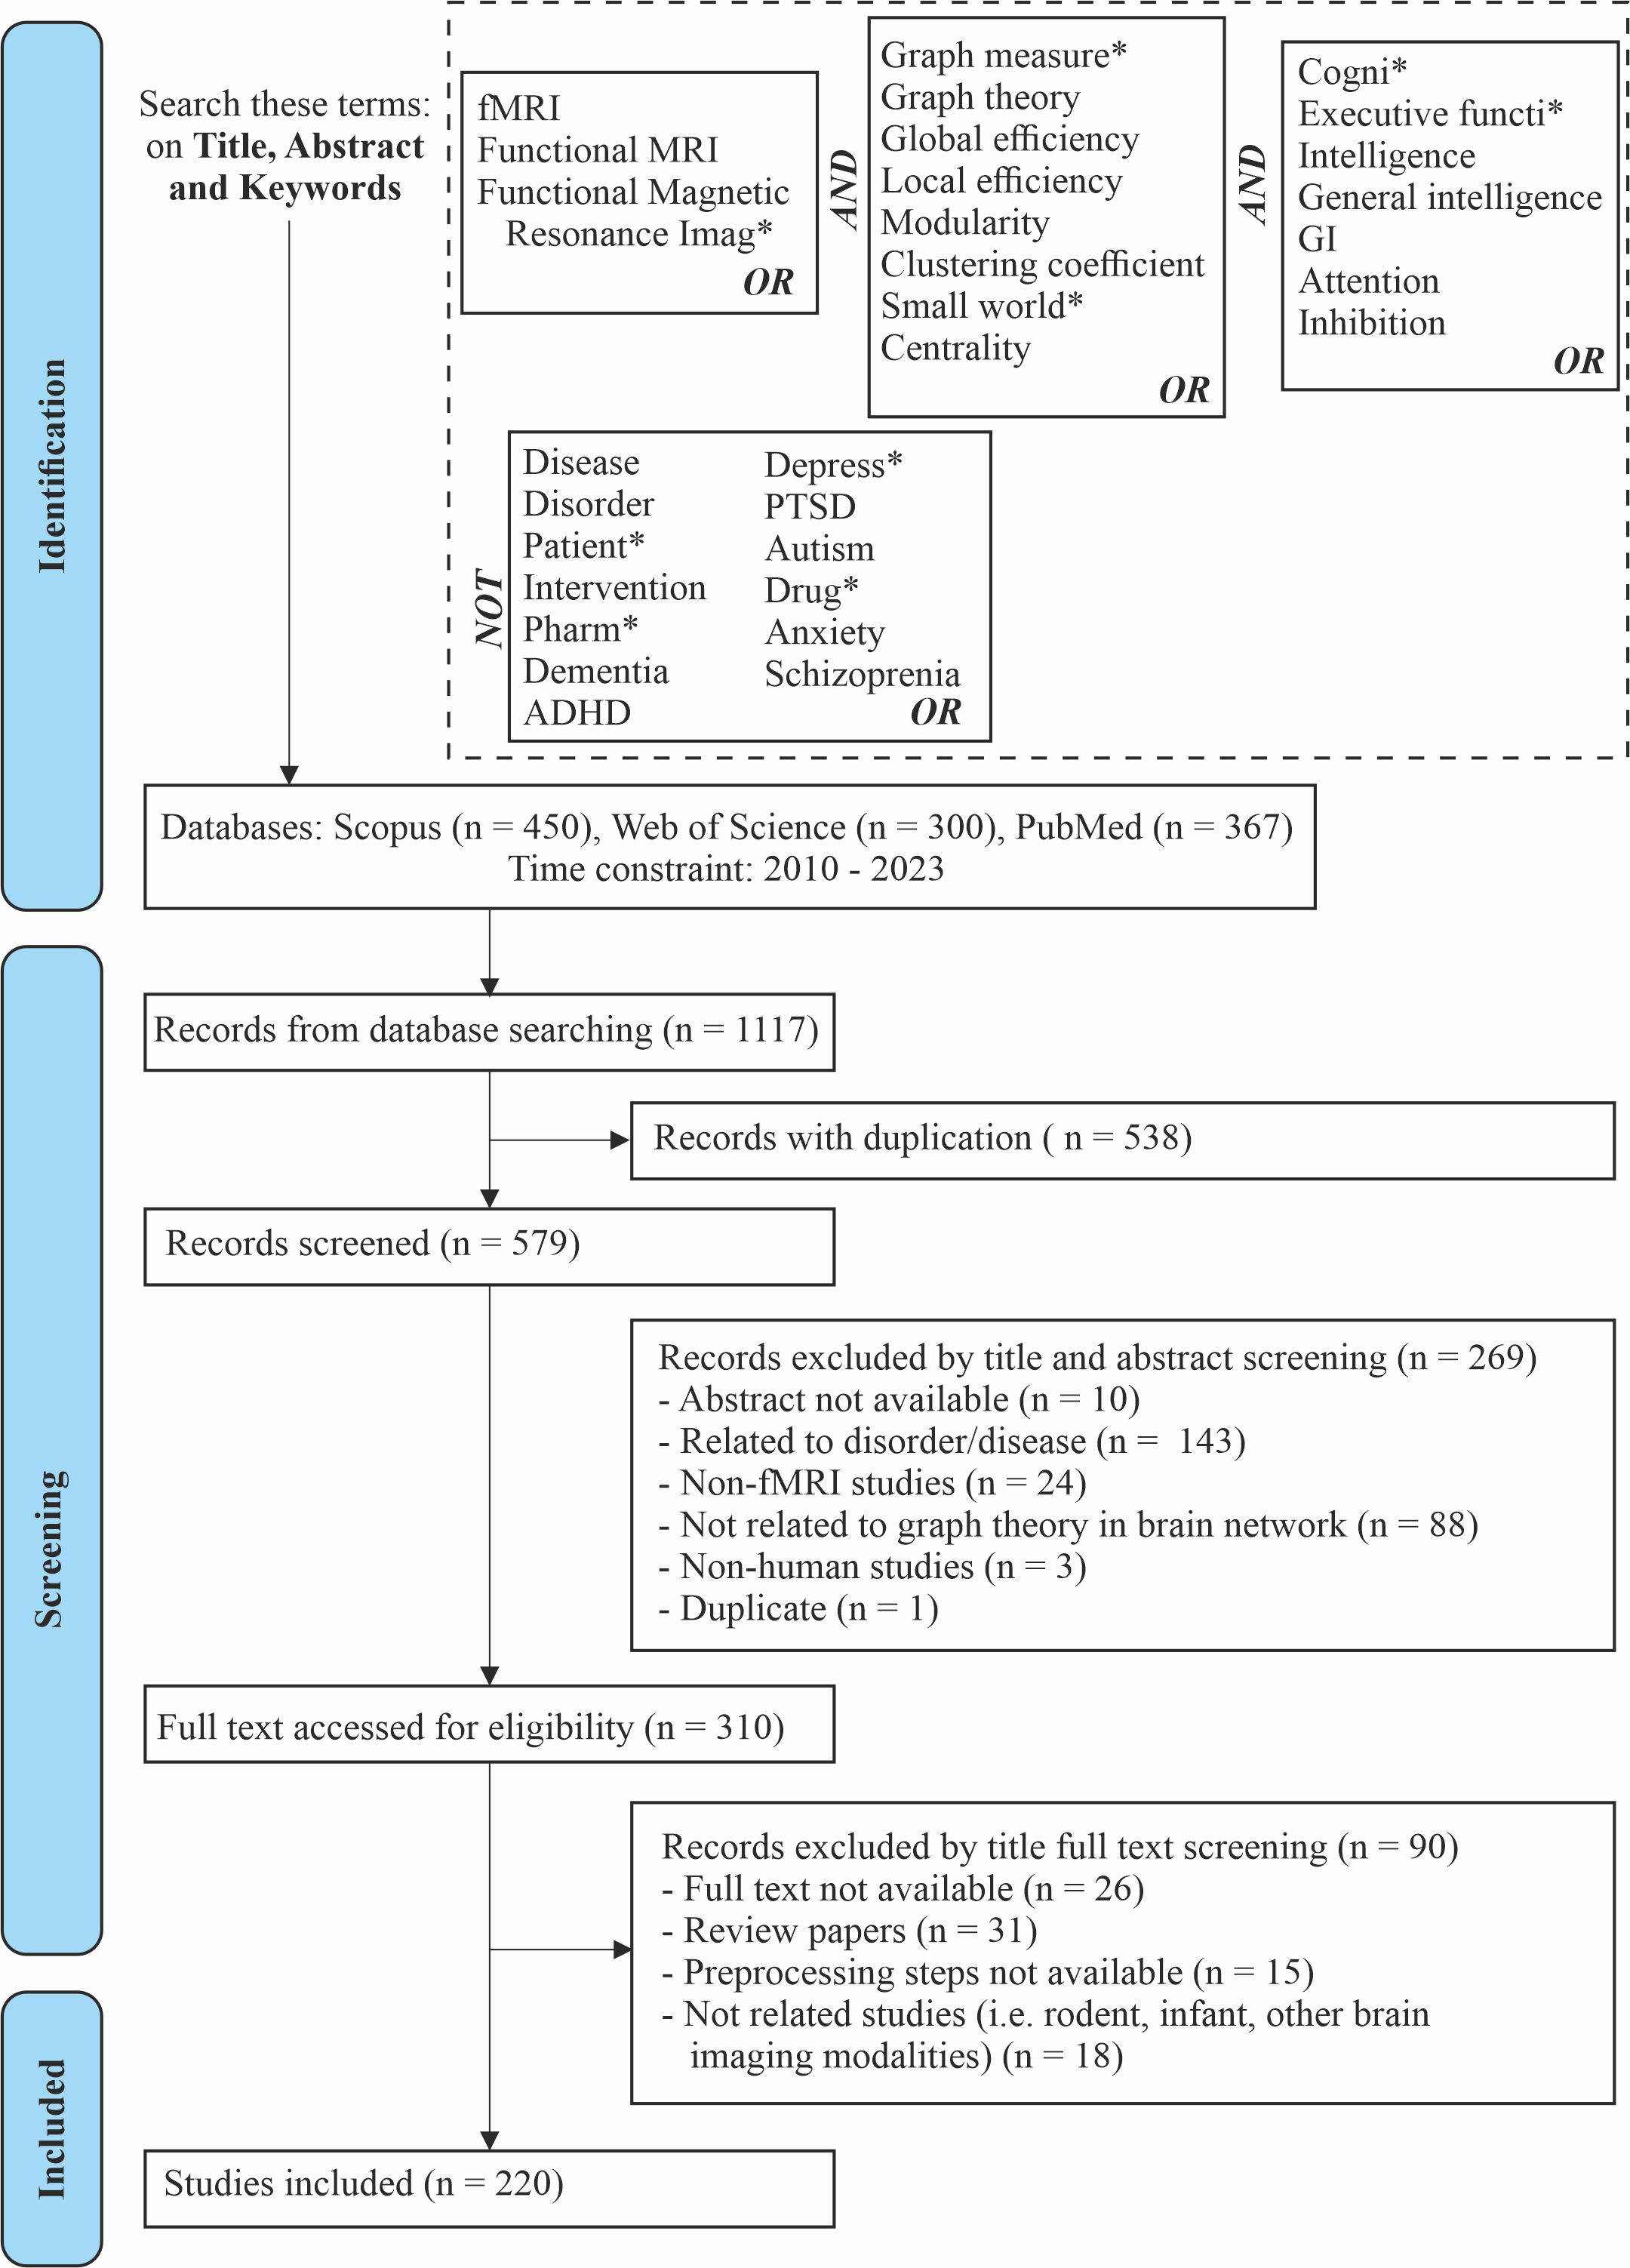 Identification
Search these terms:
on Title, Abstract
and Keywords
fMRI
Functional MRI
Functional Magnetic
Resonance Imag*
OR
AND
Graph measure*
Graph theory
Global efficiency
Local efficiency
Modularity
Clustering coefficient
Small world*
Centrality
OR
AND
Cogni*
Executive functi*
Intelligence
General intelligence
GI
Attention
Inhibition
OR
NOT
Disease
Disorder
Patient*
Intervention
Pharm*
Dementia
ADHD
Depress*
PTSD
Autism
Drug*
Anxiety
Schizoprenia
OR
Databases: Scopus (n = 450), Web of Science (n = 300), PubMed (n = 367)
Time constraint: 2010 - 2023
Screening
Records from database searching (n = 1117)
Records with duplication ( n = 538)
Records screened (n = 579)
Records excluded by title and abstract screening (n = 269)
- Abstract not available (n = 10)
- Related to disorder/disease (n =  143)
- Non-fMRI studies (n = 24)
- Not related to graph theory in brain network (n = 88)
- Non-human studies (n = 3)
- Duplicate (n = 1)
Full text accessed for eligibility (n = 310)
Records excluded by title full text screening (n = 90)
- Full text not available (n = 26)
- Review papers (n = 31)
- Preprocessing steps not available (n = 15)
- Not related studies (i.e. rodent, infant, other brain
imaging modalities) (n = 18)
Included
Studies included (n = 220)